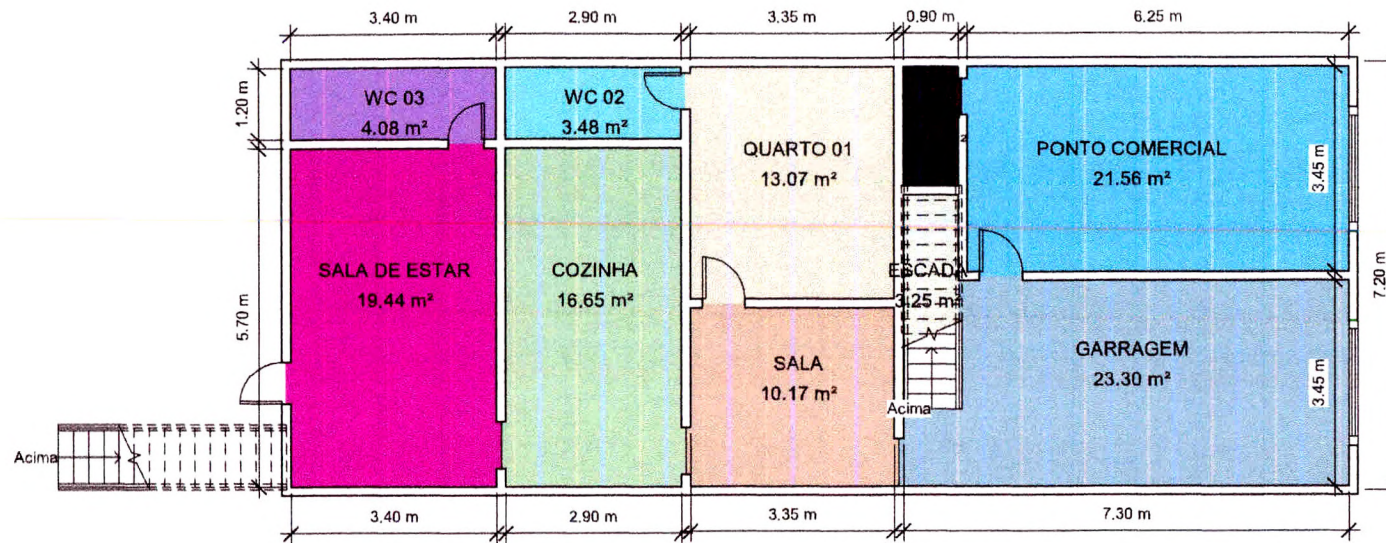 3.40 m
2.90 m
3.35 m
0.90 m
6.25 m
1.20 m
WC 03
4.08 m²
WC 02
3.48 m²
QUARTO 01
13.07 m²
2
PONTO COMERCIAL
21.56 m²
3.45 m
7.20 m
5.70 m
SALA DE ESTAR
19.44 m²
COZINHA
16.65 m²
ESCADA
3.25 m²
SALA
10.17 m²
GARRAGEM
23.30 m²
3.45 m
Acima
Acima
3.40 m
2.90 m
3.35 m
7.30 m